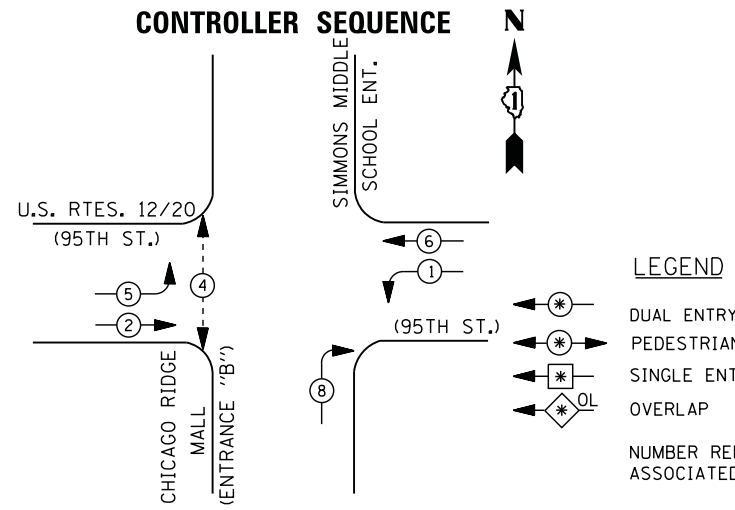 CONTROLLER SEQUENCE
N
1
SIMMONS MIDDLE
SCHOOL ENT.
U.S. RTES. 12/20
(95TH ST.)
6
1
5
4
2
(95TH ST.)
8
CHICAGO RIDGE
MALL
(ENTRANCE "B")
LEGEND
* DUAL ENTRY
* PEDESTRIAN
* SINGLE ENT
* OL OVERLAP
NUMBER
ASSOCIATED